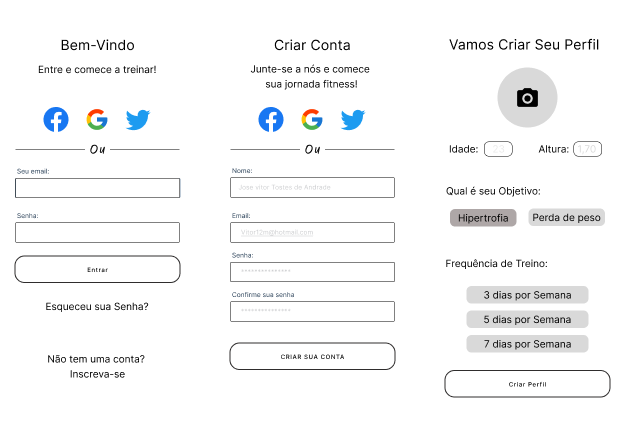 Bem-Vindo
Entre e comece a treinar!
Ou
Seu email:
Senha:
Entrar
Esqueceu sua Senha?
Não tem uma conta?
Inscreva-se
Criar Conta
Junte-se a nós e comece
sua jornada fitness!
Ou
Nome:
Jose vitor Toares de Andrade
Email:
Vitor12m@hotmail.com
Senha:
***************
Confirme sua senha
***************
CRIAR SUA CONTA
Vamos Criar Seu Perfil
Idade: 23 Altura: 1,70
Qual é seu Objetivo:
Hipertrofia Perda de peso
Frequência de Treino:
3 dias por Semana
5 dias por Semana
7 dias por Semana
Criar Perfil